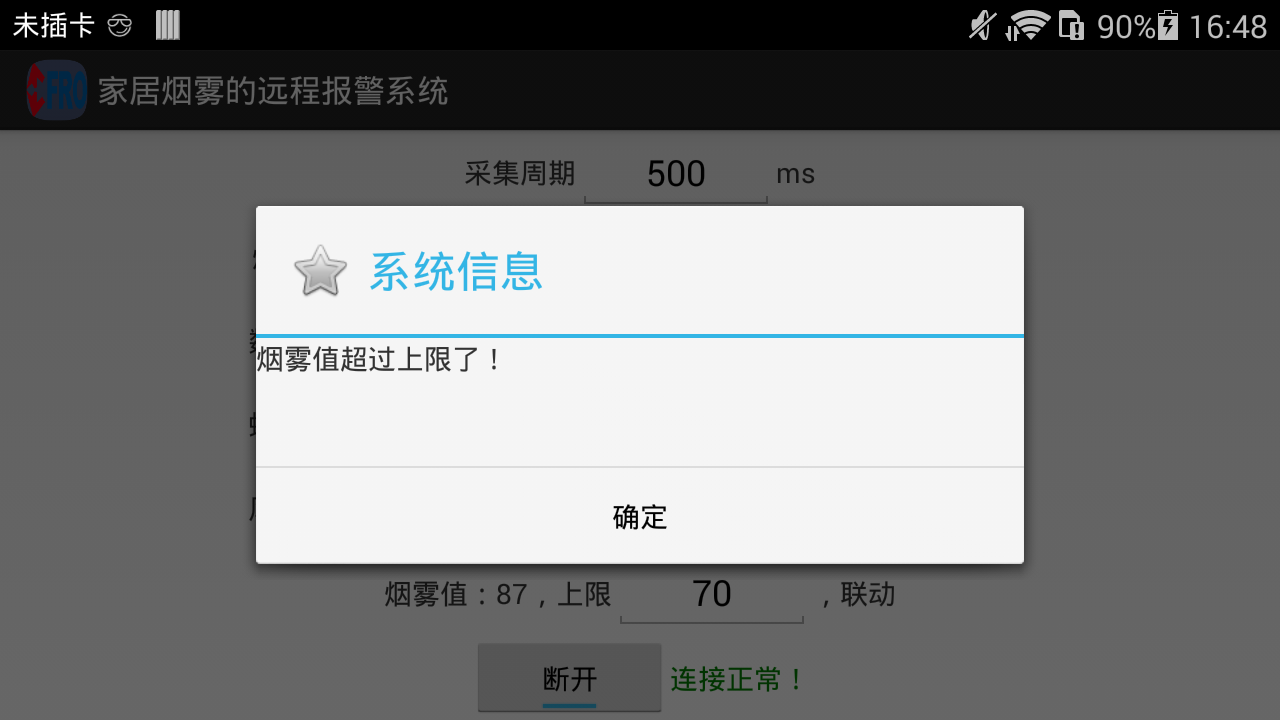 未插卡 90% 16:48
FRO 家居烟雾的远程报警系统
采集周期 500 ms
系统信息
烟雾值超过上限了！
确定
烟雾值：87，上限 70 ，联动
断开 连接正常！